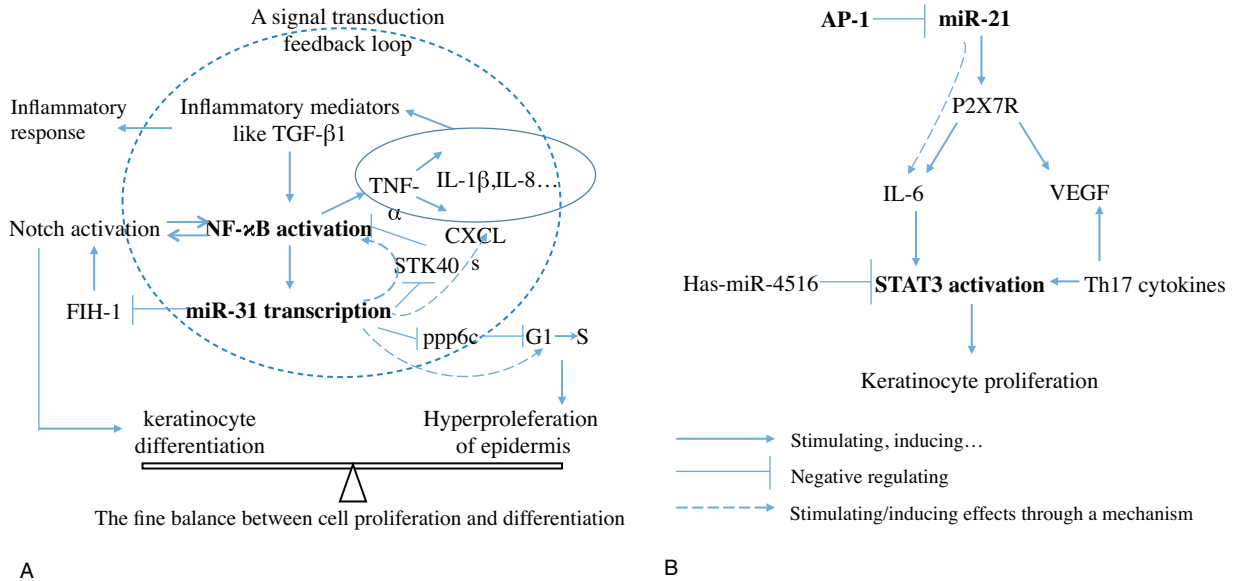 A signal transduction
feedback loop
Inflammatory
response
Inflammatory mediators
like TGF-β1
TNF-
α
IL-1β,IL-8…
Notch activation
NF-ϰB activation
CXCL
s
STK40
FIH-1
miR-31 transcription
ppp6c
G1
S
keratinocyte
differentiation
Hyperproleferation
of epidermis
The fine balance between cell proliferation and differentiation
A
AP-1
miR-21
P2X7R
IL-6
VEGF
Has-miR-4516
STAT3 activation
Th17 cytokines
Keratinocyte proliferation
Stimulating, inducing…
Negative regulating
Stimulating/inducing effects through a mechanism
B